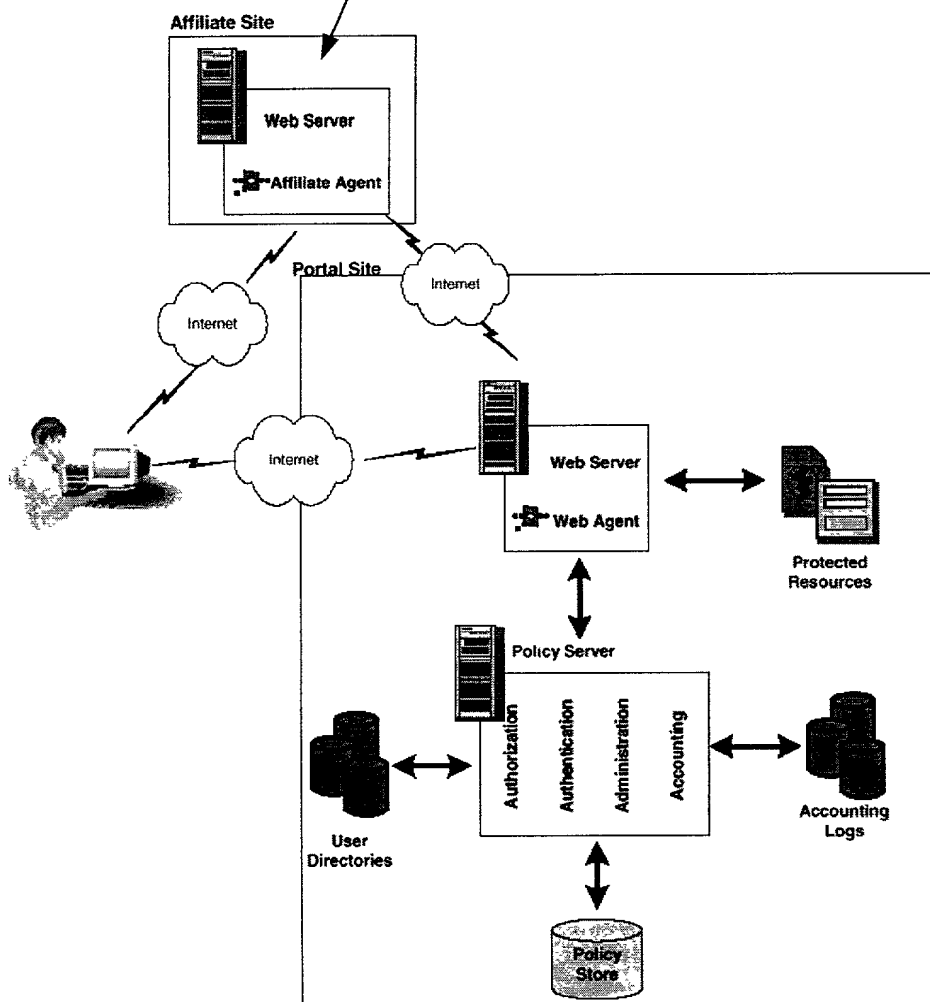 Affiliate Site
Web Server
Affiliate Agent
Portal Site
Internet
Internet
Internet
Web Server
Web Agent
Protected
Resources
Policy Server
Authorization
Authentication
Administration
Accounting
User
Directories
Accounting
Logs
Policy
Store